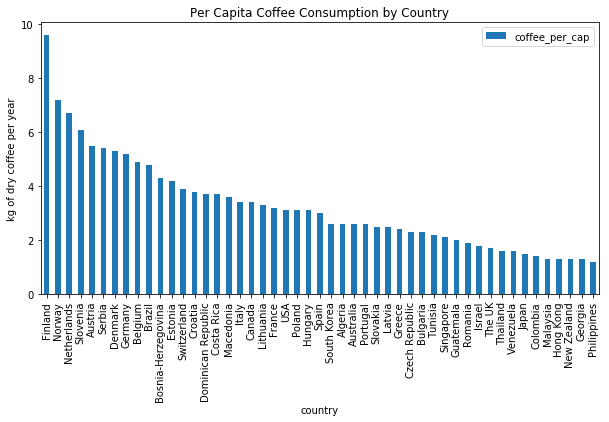 Per Capita Coffee Consumption by Country
coffee_per_cap
kg of dry coffee per year
10
8
6
4
2
0
Finland
Norway
Netherlands
Slovenia
Austria
Serbia
Denmark
Germany
Belgium
Brazil
Bosnia-Herzegovina
Estonia
Switzerland
Croatia
Dominican Republic
Costa Rica
Macedonia
Italy
Canada
Lithuania
France
USA
Poland
Hungary
Spain
South Korea
Algeria
Australia
Portugal
Slovakia
Latvia
Greece
Czech Republic
Bulgaria
Tunisia
Singapore
Guatemala
Romania
Israel
The UK
Thailand
Venezuela
Japan
Colombia
Malaysia
Hong Kong
New Zealand
Georgia
Philippines
country